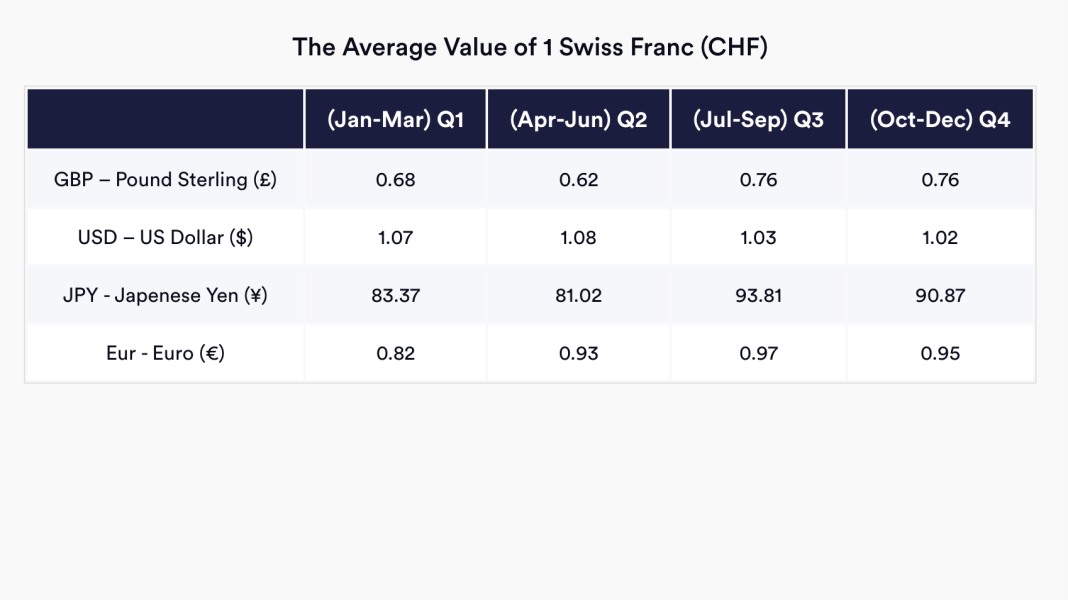 The Average Value of 1 Swiss Franc (CHF)
(Jan-Mar) Q1 (Apr-Jun) Q2 (Jul-Sep) Q3 (Oct-Dec) Q4
GBP – Pound Sterling (£) 0.68 0.62 0.76 0.76
USD – US Dollar ($) 1.07 1.08 1.03 1.02
JPY - Japenese Yen (¥) 83.37 81.02 93.81 90.87
Eur - Euro (€) 0.82 0.93 0.97 0.95